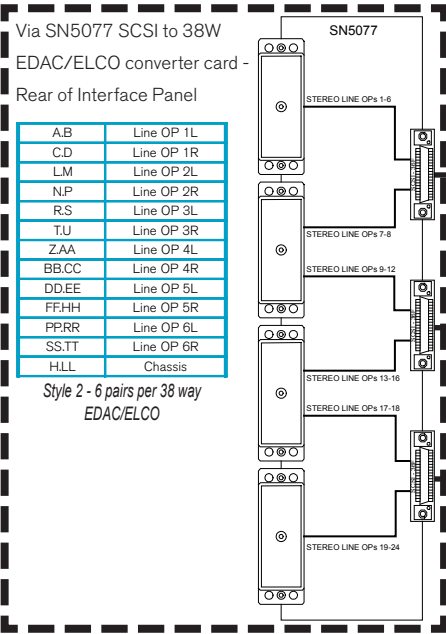 Via SN5077 SCSI to 38W
EDAC/ELCO converter card -
Rear of Interface Panel
A.B Line OP 1L
C.D Line OP 1R
L.M Line OP 2L
N.P Line OP 2R
R.S Line OP 3L
T.U Line OP 3R
Z.AA Line OP 4L
BB.CC Line OP 4R
DD.EE Line OP 5L
FF.HH Line OP 5R
PP.RR Line OP 6L
SS.TT Line OP 6R
H.LL Chassis
Style 2 - 6 pairs per 38 way
EDAC/ELCO
SN5077
STEREO LINE OPs 1-6
STEREO LINE OPs 7-8
STEREO LINE OPs 9-12
STEREO LINE OPs 13-16
STEREO LINE OPs 17-18
STEREO LINE OPs 19-24